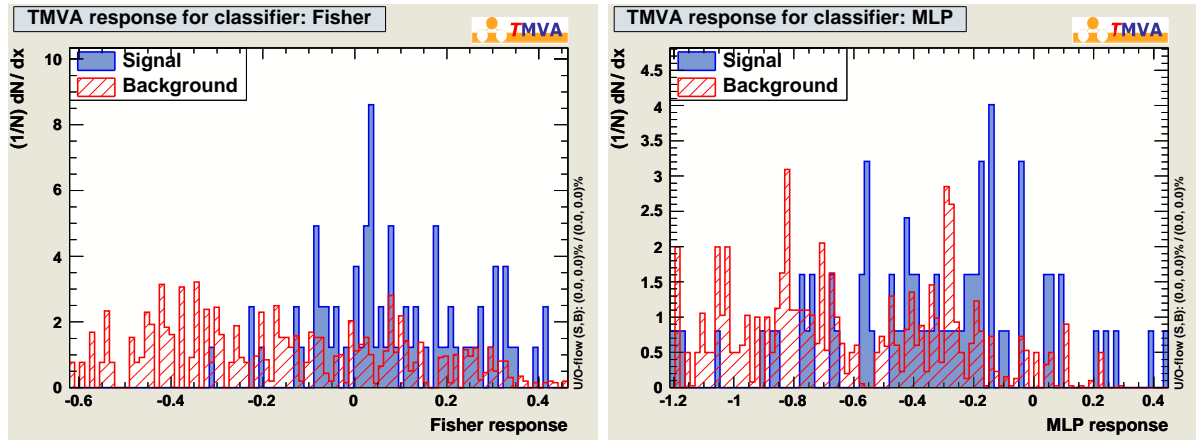 TMVA response for classifier: Fisher
TMVA
Signal
Background
(1/N) dN/ dx
10
8
6
4
2
0
-0.6 -0.4 -0.2 0 0.2 0.4
Fisher response
U/O-flow (S,B): (0.0, 0.0)% / (0.0, 0.0)%
TMVA response for classifier: MLP
TMVA
Signal
Background
(1/N) dN/ dx
4.5
4
3.5
3
2.5
2
1.5
1
0.5
0
-1.2 -1 -0.8 -0.6 -0.4 -0.2 0 0.2 0.4
MLP response
U/O-flow (S,B): (0.0, 0.0)% / (0.0, 0.0)%